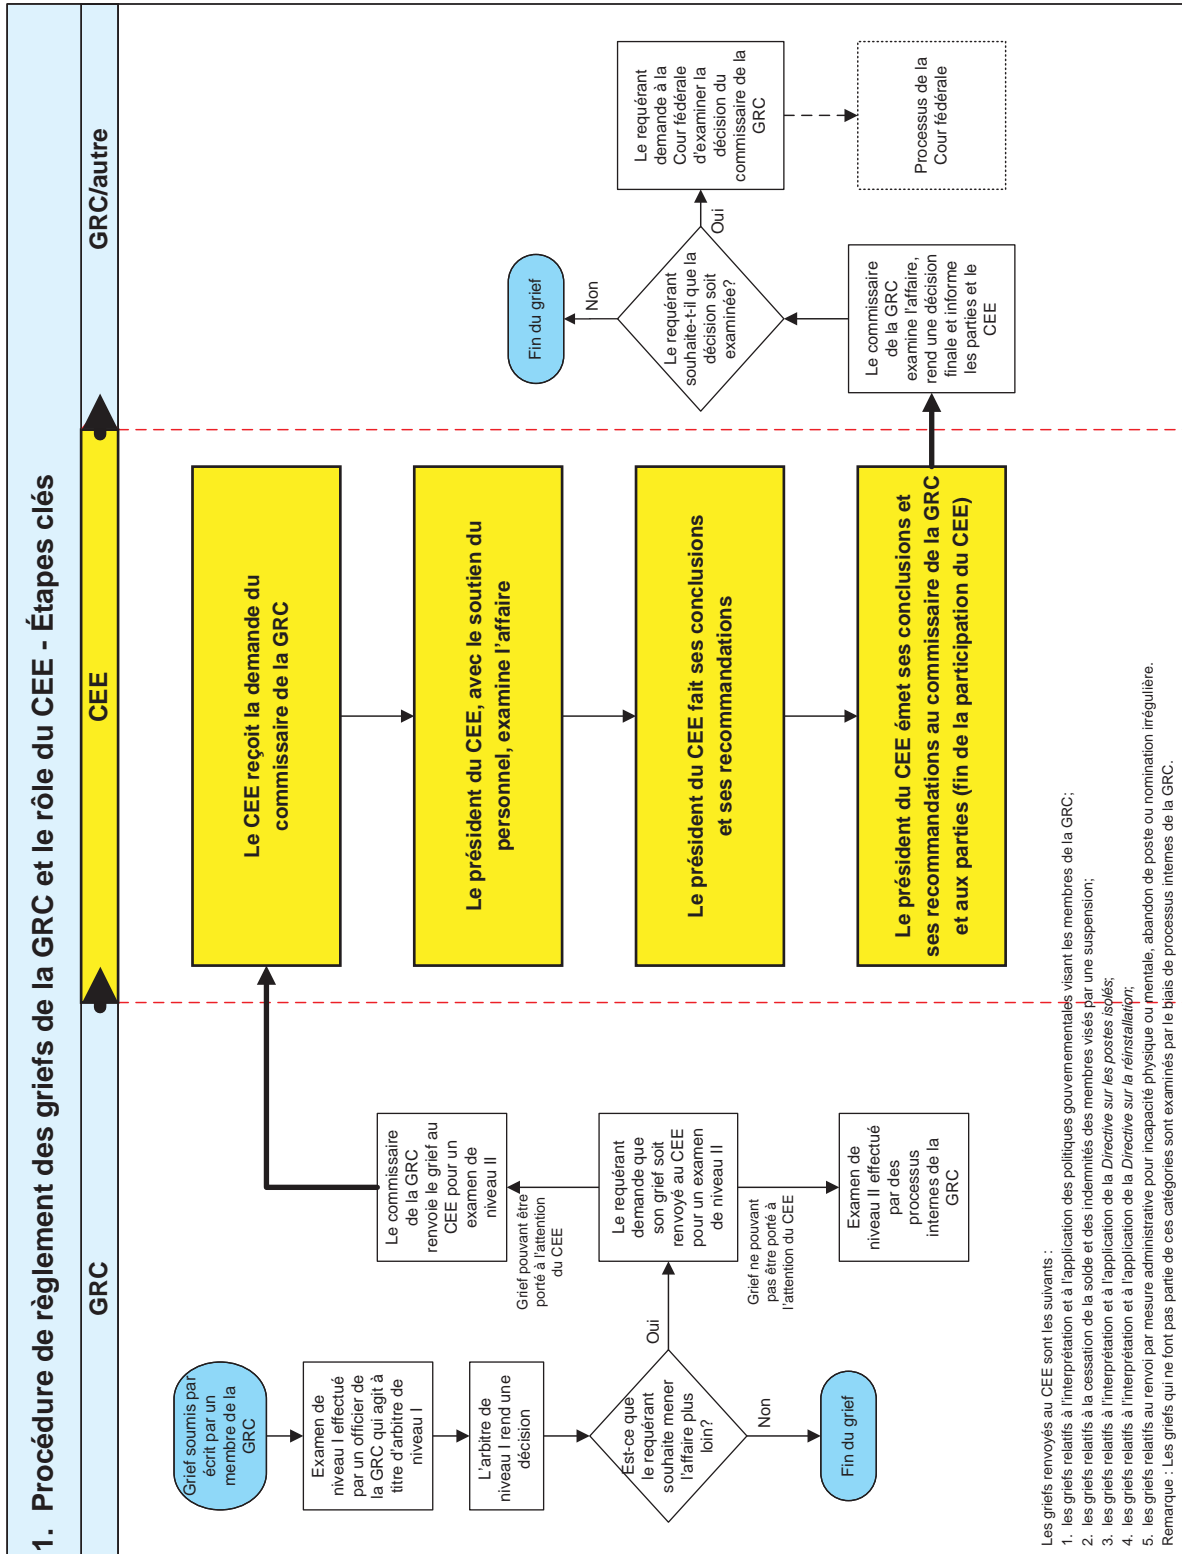 1. Procédure de règlement des griefs de la GRC et le rôle du CEE - Étapes clés
GRC
CEE
GRC/autre
Grief soumis par
écrit par un
membre de la
GRC
Examen de
niveau I effectué
par un officier de
la GRC qui agit à
titre d'arbitre de
niveau I
L'arbitre de
niveau I rend une
décision
Est-ce que
le requérant
souhaite mener
l'affaire plus
loin?
Non
Fin du grief
Oui
Le requérant
demande que
son grief soit
renvoyé au CEE
pour un examen
de niveau II
Grief pouvant être
porté à l'attention
du CEE
Le commissaire
de la GRC
renvoie le grief au
CEE pour un
examen de
niveau II
Grief ne pouvant
pas être porté à
l'attention du CEE
Examen de
niveau II effectué
par des
processus
internes de la
GRC
Le CEE reçoit la demande du
commissaire de la GRC
Le président du CEE, avec le soutien du
personnel, examine l'affaire
Le président du CEE fait ses conclusions
et ses recommandations
Le président du CEE émet ses conclusions et
ses recommandations au commissaire de la GRC
et aux parties (fin de la participation du CEE)
Le commissaire
de la GRC
examine l'affaire,
rend une décision
finale et informe
les parties et le
CEE
Le requérant
souhaite-t-il que la
décision soit
examinée?
Non
Fin du grief
Oui
Le requérant
demande à la
Cour fédérale
d'examiner la
décision du
commissaire de la
GRC
Processus de la
Cour fédérale
Les griefs renvoyés au CEE sont les suivants :
1. les griefs relatifs à l'interprétation et à l'application des politiques gouvernementales visant les membres de la GRC;
2. les griefs relatifs à la cessation de la solde et des indemnités des membres visés par une suspension;
3. les griefs relatifs à l'interprétation et à l'application de la Directive sur les postes isolés;
4. les griefs relatifs à l'interprétation et à l'application de la Directive sur la réinstallation;
5. les griefs relatifs au renvoi par mesure administrative pour incapacité physique ou mentale, abandon de poste ou nomination irrégulière.
Remarque : Les griefs qui ne font pas partie de ces catégories sont examinés par le biais de processus internes de la GRC.